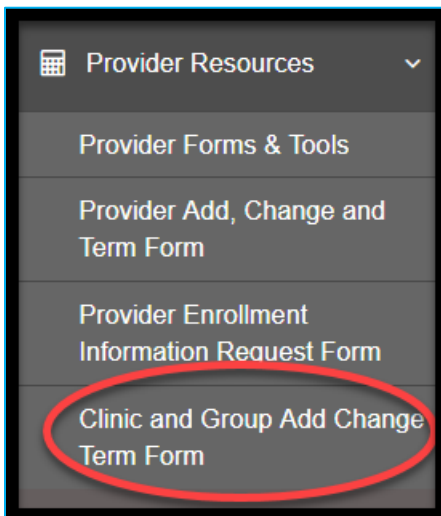 Provider Resources
Provider Forms & Tools
Provider Add, Change and
Term Form
Provider Enrollment
Information Request Form
Clinic and Group Add Change
Term Form